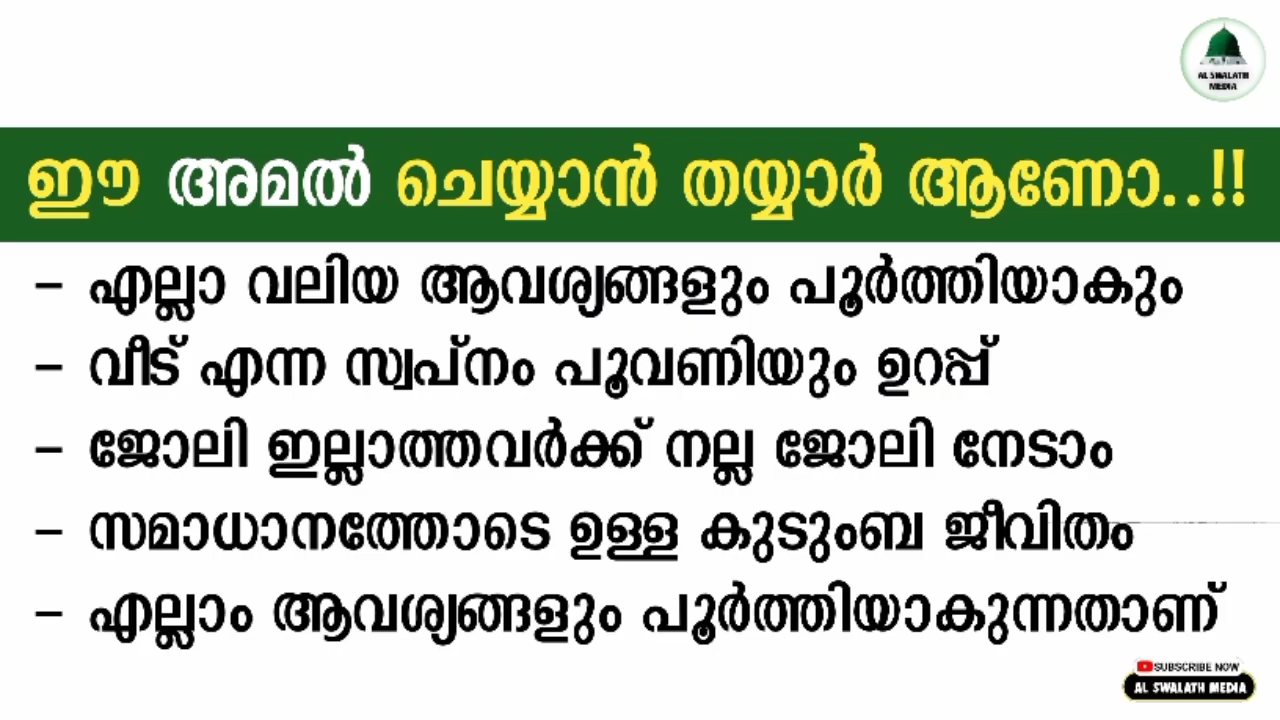 AL SWALATH
MEDIA
ഈ അമൽ ചെയ്യാൻ തയ്യാർ ആണോ..!!
- എല്ലാ വലിയ ആവശ്യങ്ങളും പൂർത്തിയാകും
- വീട് എന്ന സ്വപ്നം പൂവണിയും ഉറപ്പ്
- ജോലി ഇല്ലാത്തവർക്ക് നല്ല ജോലി നേടാം
- സമാധാനത്തോടെ ഉള്ള കുടുംബ ജീവിതം
- എല്ലാം ആവശ്യങ്ങളും പൂർത്തിയാകുന്നതാണ്
SUBSCRIBE NOW
AL SWALATH MEDIA